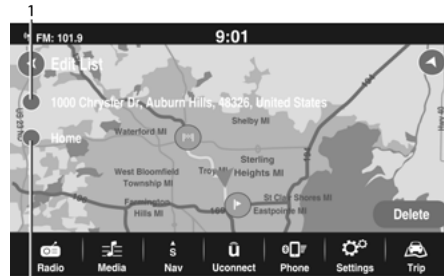 1
FM: 101.9
9:01
Edit List
1000 Chrysler Dr, Auburn Hills, 48326, United States
Shelby MI
Home
Waterford MI
Sterling
Heights MI
Troy MI
West Bloomfield
Township MI
Farmington
Hills MI
St Clair Shores MI
Eastpointe MI
Delete
Radio
Media
S
Nav
Uconnect
Phone
Settings
Trip